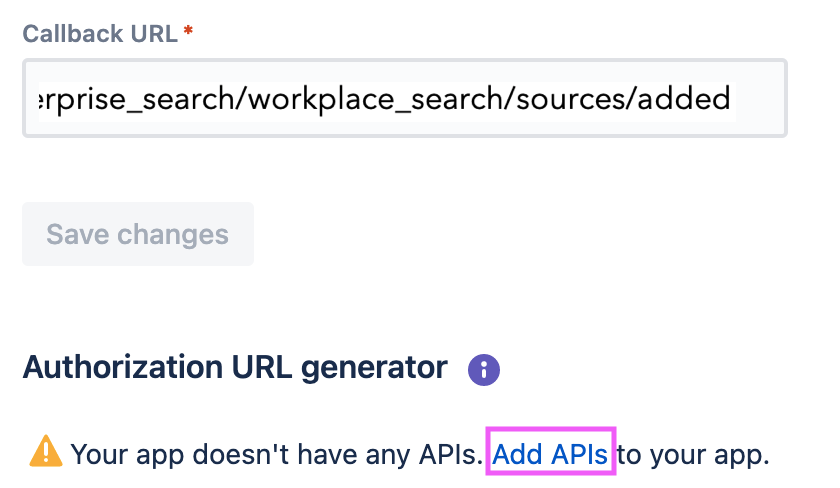 Callback URL *
erprise_search/workplace_search/sources/added
Save changes
Authorization URL generator
Your app doesn't have any APIs. Add APIs to your app.